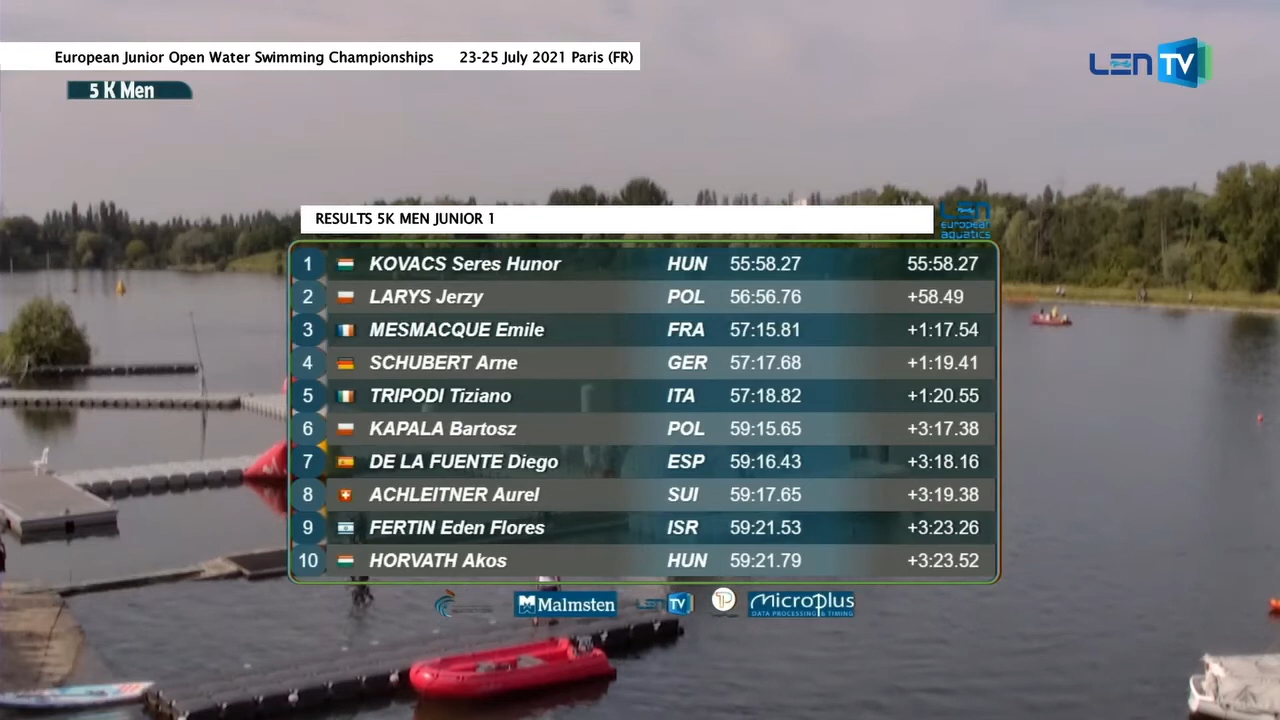 European Junior Open Water Swimming Championships 23-25 July 2021 Paris (FR)
LEN TV
5 K Men
RESULTS 5K MEN JUNIOR 1
LEN
european
aquatics
1 KOVACS Seres Hunor HUN 55:58.27 55:58.27
2 LARYS Jerzy POL 56:56.76 +58.49
3 MESMACQUE Emile FRA 57:15.81 +1:17.54
4 SCHUBERT Arne GER 57:17.68 +1:19.41
5 TRIPODI Tiziano ITA 57:18.82 +1:20.55
6 KAPALA Bartosz POL 59:15.65 +3:17.38
7 DE LA FUENTE Diego ESP 59:16.43 +3:18.16
8 ACHLEITNER Aurel SUI 59:17.65 +3:19.38
9 FERTIN Eden Flores ISR 59:21.53 +3:23.26
10 HORVATH Akos HUN 59:21.79 +3:23.52
Malmsten LEN TV Microplus
DATA PROCESSING & TIMING